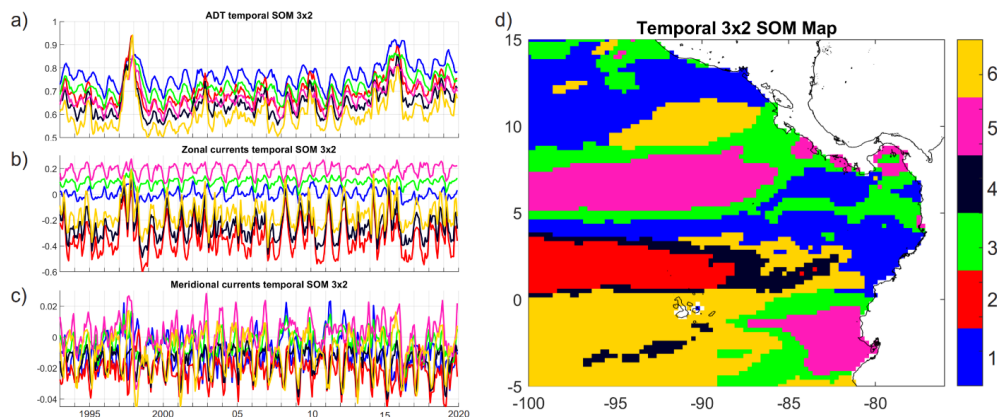 a)
ADT temporal SOM 3x2
1
0.9
0.8
0.7
0.6
0.5
b)
Zonal currents temporal SOM 3x2
0.2
0
-0.2
-0.4
-0.6
c)
Meridional currents temporal SOM 3x2
0.02
0
-0.02
-0.04
1995 2000 05 10 15 2020
d)
Temporal 3x2 SOM Map
15
10
5
0
-5
-100 -95 -90 -85 -80
6
5
4
3
2
1